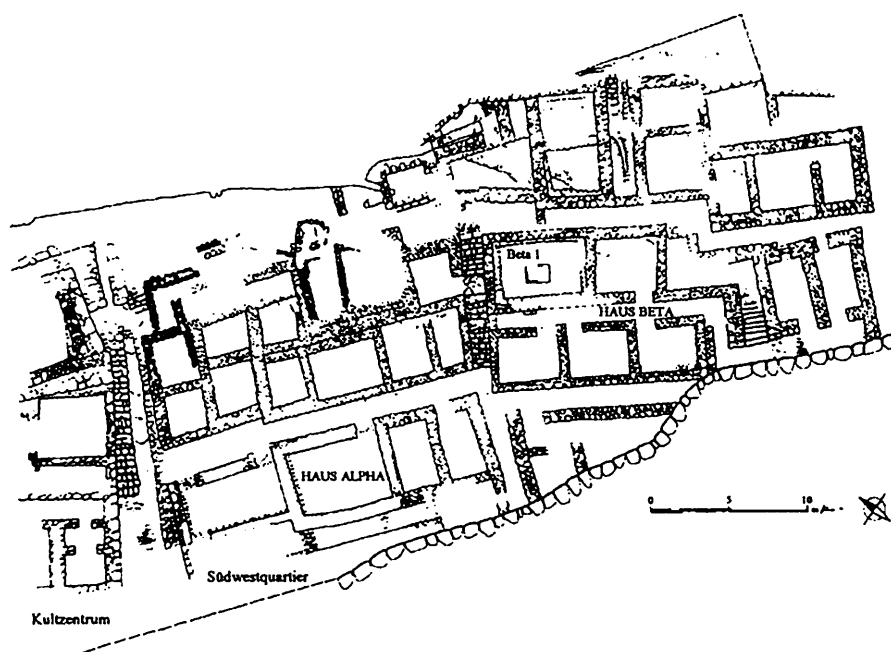 Beta 1
HAUS BETA
HAUS ALPHA
0 5 10
Südwestquartier
Kultzentrum